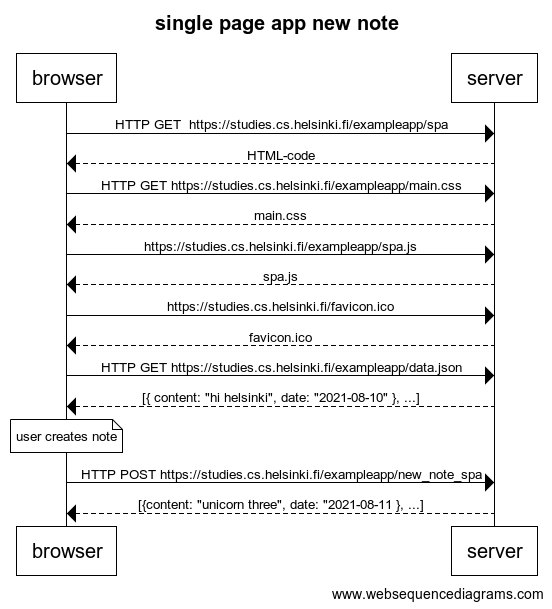 single page app new note
browser
server
HTTP GET  https://studies.cs.helsinki.fi/exampleapp/spa
HTML-code
HTTP GET https://studies.cs.helsinki.fi/exampleapp/main.css
main.css
https://studies.cs.helsinki.fi/exampleapp/spa.js
spa.js
https://studies.cs.helsinki.fi/favicon.ico
favicon.ico
HTTP GET https://studies.cs.helsinki.fi/exampleapp/data.json
[{ content: "hi helsinki", date: "2021-08-10" }, ...]
user creates note
HTTP POST https://studies.cs.helsinki.fi/exampleapp/new_note_spa
[{content: "unicorn three", date: "2021-08-11 }, ...]
browser
server
www.websequencediagrams.com